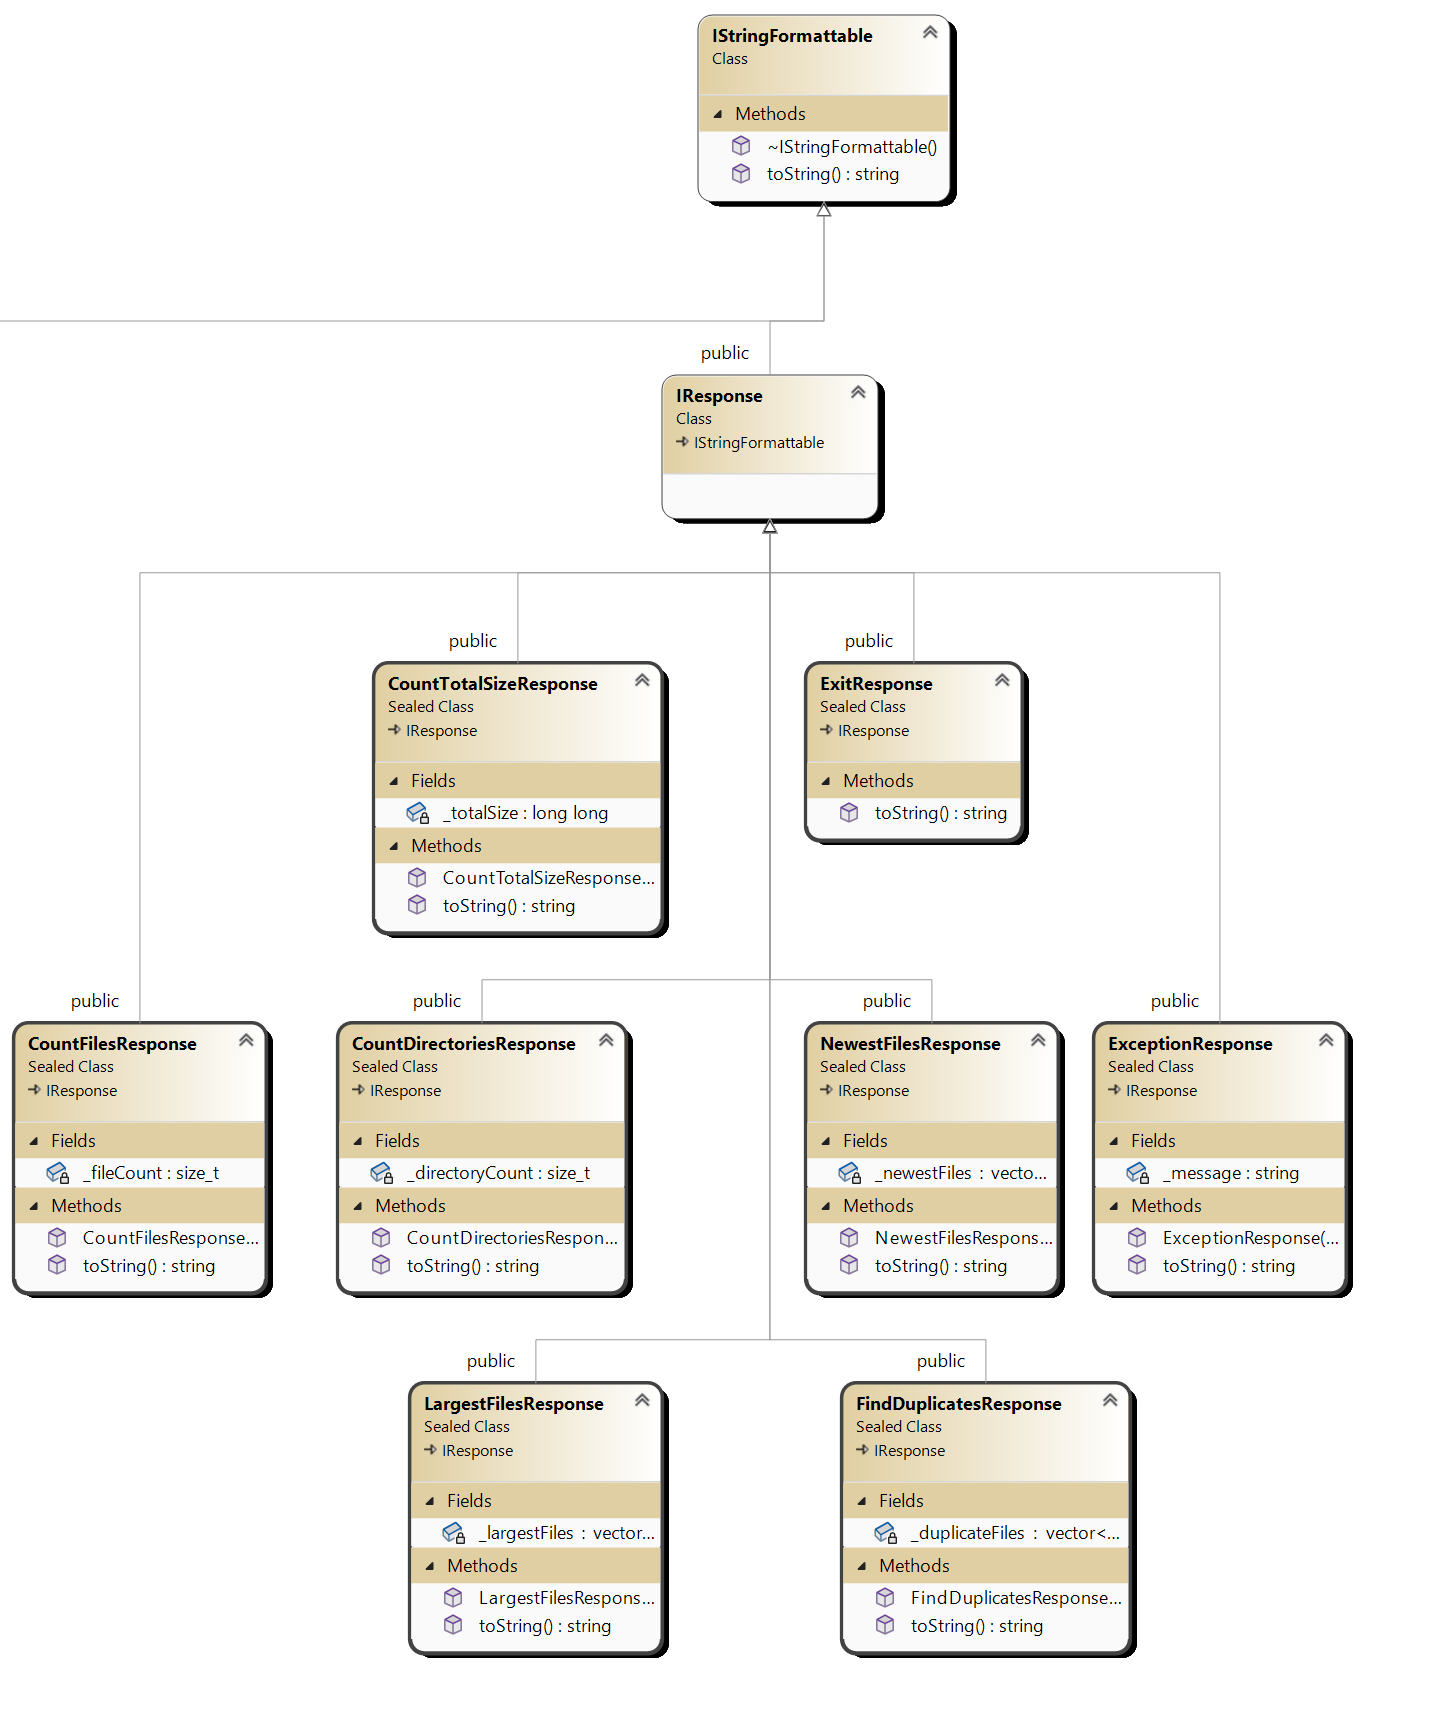 IStringFormattable
Class
Methods
~IStringFormattable()
toString() : string
public
IResponse
Class
IStringFormattable
public
CountTotalSizeResponse
Sealed Class
IResponse
Fields
_totalSize : long long
Methods
CountTotalSizeResponse...
toString() : string
public
ExitResponse
Sealed Class
IResponse
Methods
toString() : string
public
CountFilesResponse
Sealed Class
IResponse
Fields
_fileCount : size_t
Methods
CountFilesResponse...
toString() : string
public
CountDirectoriesResponse
Sealed Class
IResponse
Fields
_directoryCount : size_t
Methods
CountDirectoriesRespon...
toString() : string
public
NewestFilesResponse
Sealed Class
IResponse
Fields
_newestFiles : vecto...
Methods
NewestFilesRespons...
toString() : string
public
ExceptionResponse
Sealed Class
IResponse
Fields
_message : string
Methods
ExceptionResponse(...
toString() : string
public
LargestFilesResponse
Sealed Class
IResponse
Fields
_largestFiles : vector...
Methods
LargestFilesRespons...
toString() : string
public
FindDuplicatesResponse
Sealed Class
IResponse
Fields
_duplicateFiles : vector<...
Methods
FindDuplicatesResponse...
toString() : string